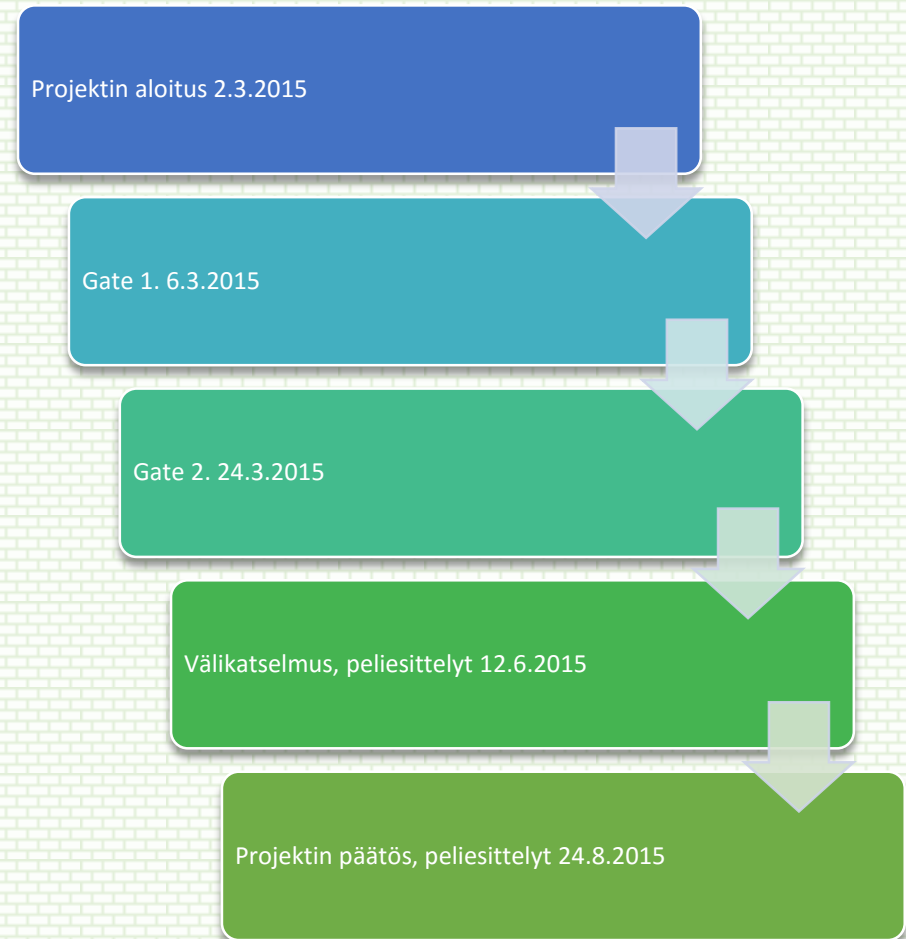 Projektin aloitus 2.3.2015
Gate 1. 6.3.2015
Gate 2. 24.3.2015
Välikatselmus, peliesittelyt 12.6.2015
Projektin päätös, peliesittelyt 24.8.2015